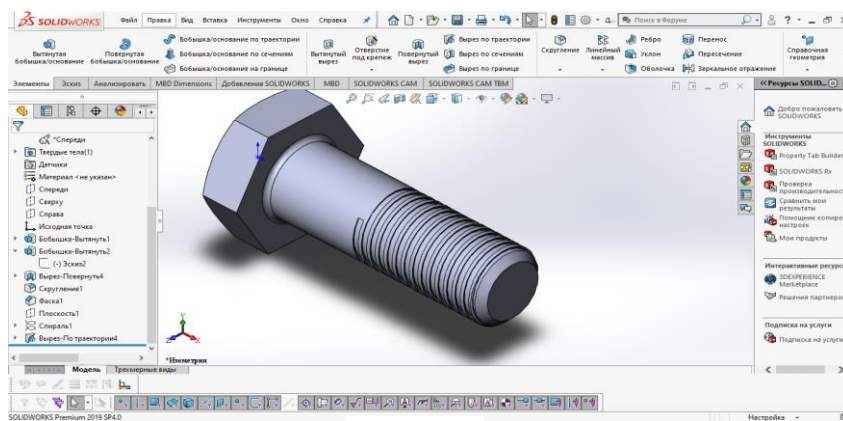 SOLIDWORKS
Файл Правка Вид Вставка Инструменты Окно Справка
Поиск в Форуме
Вытянутая бобышка/основание
Повернутая бобышка/основание
Бобышка/основание по траектории
Бобышка/основание по сечениям
Бобышка/основание на границе
Вытянутый вырез
Отверстие под крепеж
Повернутый вырез
Вырез по траектории
Вырез по сечениям
Вырез по границе
Скругление
Линейный массив
Ребро
Уклон
Оболочка
Перенос
Пересечение
Зеркальное отражение
Справочная геометрия
Элементы Эскиз Анализировать MBD Dimensions Добавления SOLIDWORKS MBD SOLIDWORKS CAM SOLIDWORKS CAM TBM
Ресурсы SOLID...
*Спереди
Твердые тела(1)
Датчики
Материал <не указан>
Спереди
Сверху
Справа
Исходная точка
Бобышка-Вытянуть1
Бобышка-Вытянуть2
(-) Эскиз2
Вырез-Повернуть4
Скругление1
Фаска1
Плоскость1
Спираль1
Вырез-По траектории4
*Изометрия
Добро пожаловать
SOLIDWORKS
Инструменты
SOLIDWORKS
Property Tab Builder
SOLIDWORKS Rx
Проверка
производительност
Сравнить мои
результаты
Помощник копиро
настроек
Мои продукты
Интерактивные ресурс
3DEXPERIENCE
Marketplace
Решения партнеро
Подписка на услуги
Подписка на услуги
Модель Трехмерные виды
SOLIDWORKS Premium 2019 SP4.0
Настройка